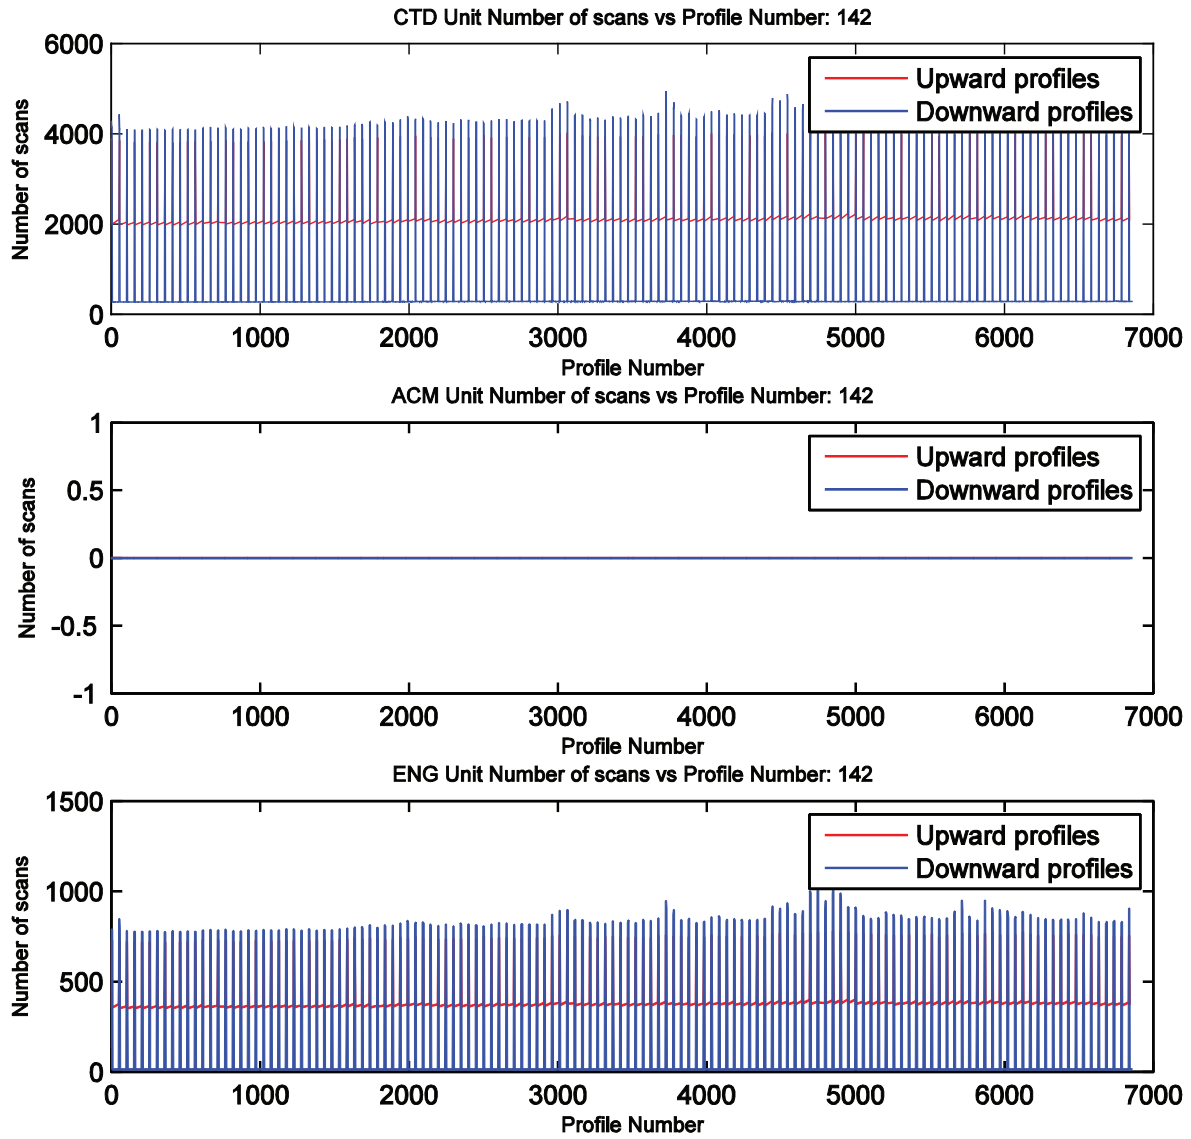 CTD Unit Number of scans vs Profile Number: 142
6000
4000
2000
0
Number of scans
Upward profiles
Downward profiles
0 1000 2000 3000 4000 5000 6000 7000
Profile Number
ACM Unit Number of scans vs Profile Number: 142
1
0.5
0
-0.5
-1
Number of scans
Upward profiles
Downward profiles
0 1000 2000 3000 4000 5000 6000 7000
Profile Number
ENG Unit Number of scans vs Profile Number: 142
1500
1000
500
0
Number of scans
Upward profiles
Downward profiles
0 1000 2000 3000 4000 5000 6000 7000
Profile Number